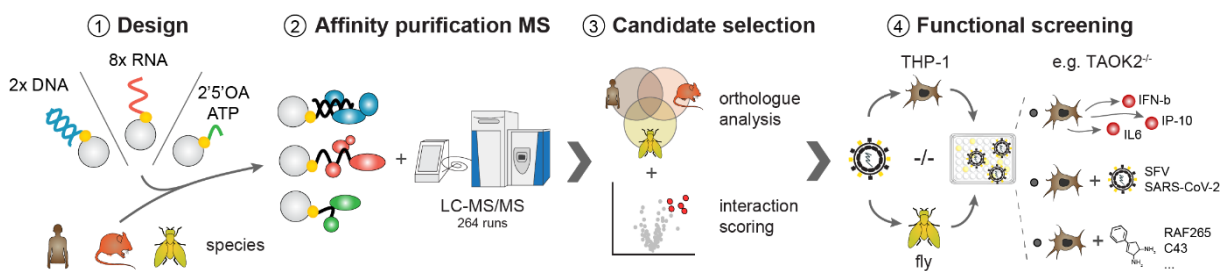 ① Design
2x DNA
8x RNA
2'5'OA
ATP
species
② Affinity purification MS
+
LC-MS/MS
264 runs
③ Candidate selection
orthologue
analysis
+
interaction
scoring
④ Functional screening
THP-1
-/-
fly
e.g. TAOK2-/-
IFN-b
IP-10
IL6
+
SFV
SARS-CoV-2
+
NH₂
NH₂
RAF265
C43
...